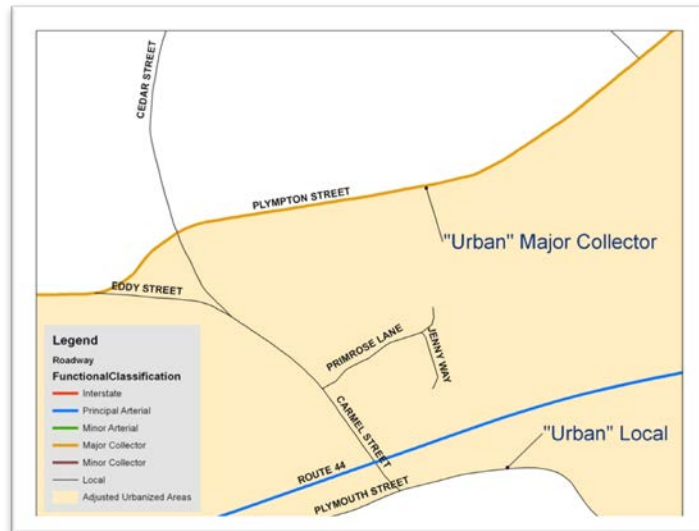 CEDAR STREET
PLYMPTON STREET
"Urban" Major Collector
EDDY STREET
PRIMROSE LANE
JENNY WAY
CARMEL STREET
ROUTE 44
"Urban" Local
PLYMOUTH STREET
Legend
Roadway
FunctionalClassification
Interstate
Principal Arterial
Minor Arterial
Major Collector
Minor Collector
Local
Adjusted Urbanized Areas